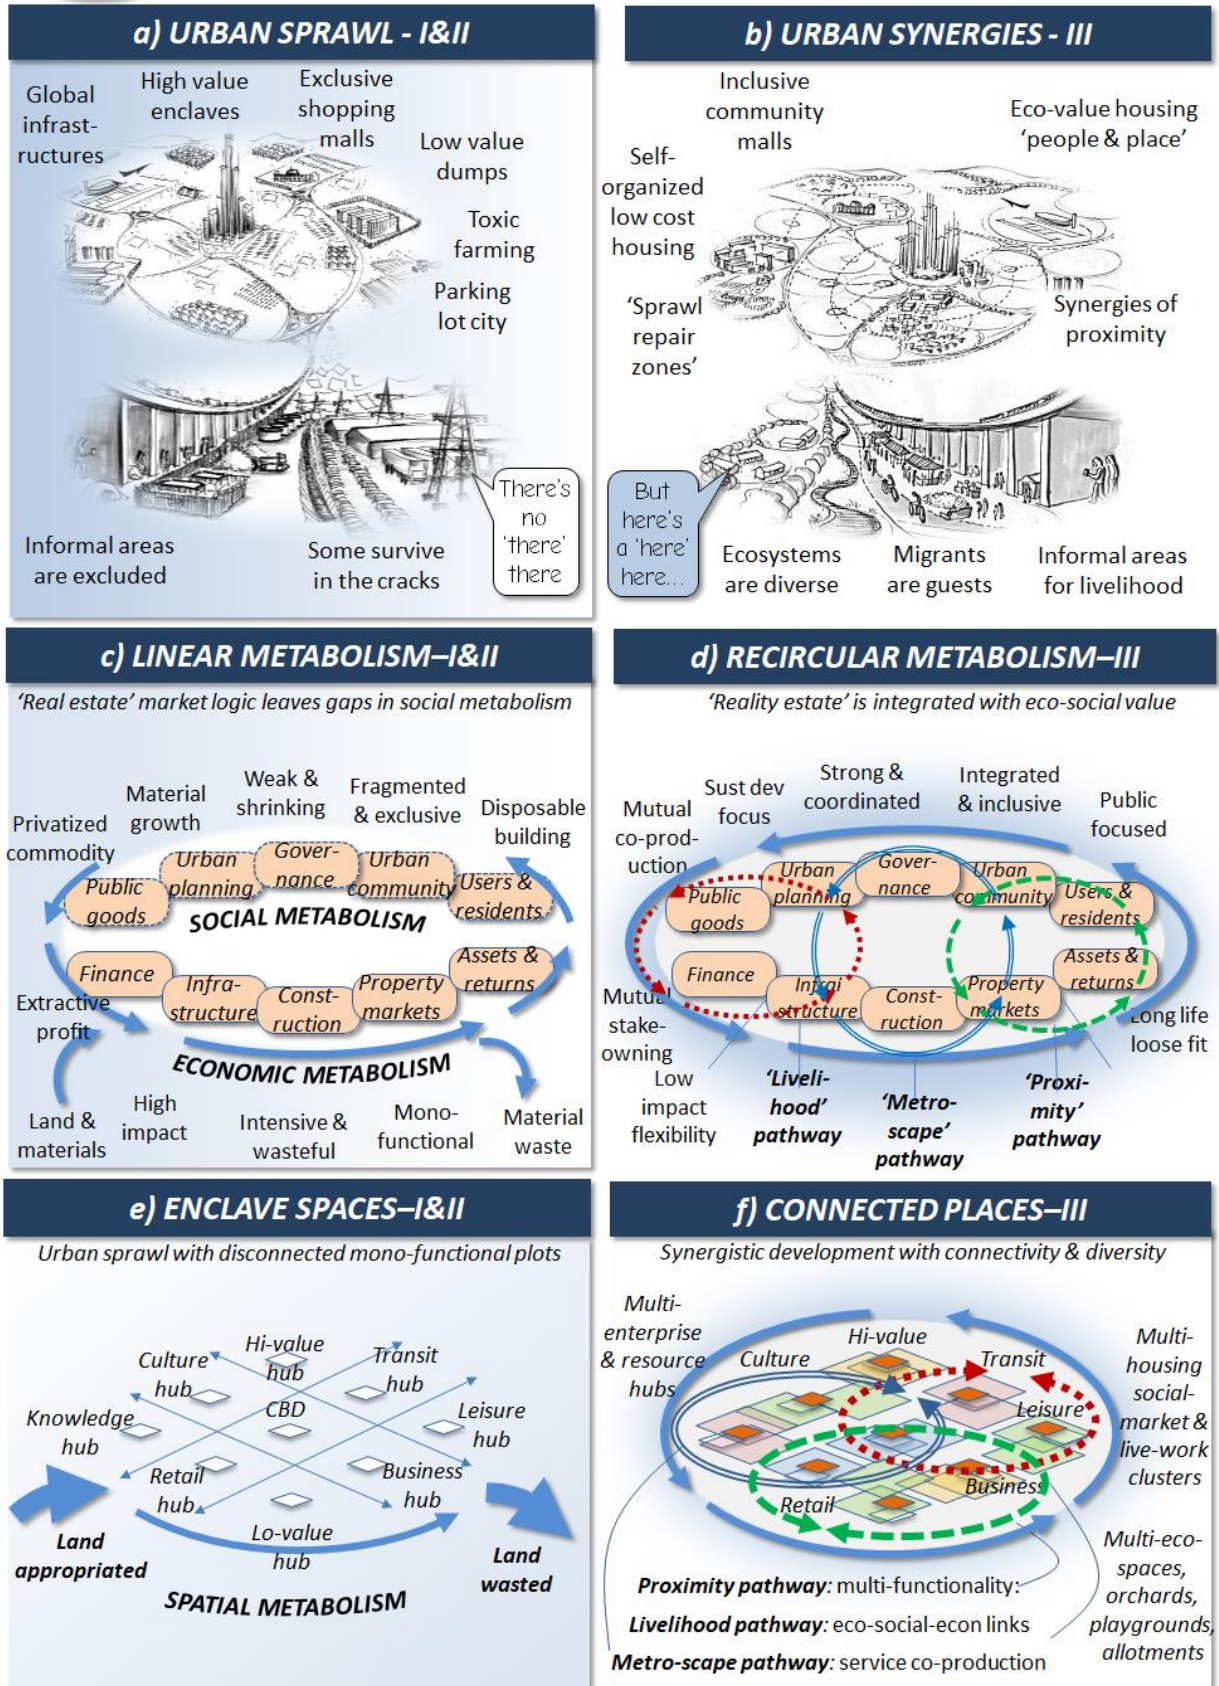 a) URBAN SPRAWL - I&II
Global
infrast-
ructures
High value
enclaves
Exclusive
shopping
malls
Low value
dumps
Toxic
farming
Parking
lot city
There's
no
'there'
there
Informal areas
are excluded
Some survive
in the cracks
b) URBAN SYNERGIES - III
Inclusive
community
malls
Eco-value housing
'people & place'
Self-
organized
low cost
housing
'Sprawl
repair
zones'
Synergies of
proximity
But
here's
a 'here'
here...
Ecosystems
are diverse
Migrants
are guests
Informal areas
for livelihood
c) LINEAR METABOLISM–I&II
'Real estate' market logic leaves gaps in social metabolism
Privatized
commodity
Material
growth
Weak &
shrinking
Fragmented
& exclusive
Disposable
building
Public
goods
Urban
planning
Gover-
nance
Urban
community
Users &
residents
SOCIAL METABOLISM
Finance
Infra-
structure
Const-
ruction
Property
markets
Assets &
returns
Extractive
profit
ECONOMIC METABOLISM
Land &
materials
High
impact
Intensive &
wasteful
Mono-
functional
Material
waste
d) RECIRCULAR METABOLISM–III
'Reality estate' is integrated with eco-social value
Mutual
co-prod-
uction
Sust dev
focus
Strong &
coordinated
Integrated
& inclusive
Public
focused
Public
goods
Urban
planning
Gover-
nance
Urban
community
Users &
residents
Finance
Infrai
structure
Const-
ruction
Property
markets
Assets &
returns
Mutual
stake-
owning
Low
impact
flexibility
'Liveli-
hood'
pathway
'Metro-
scape'
pathway
'Proxi-
mity'
pathway
Long life
loose fit
e) ENCLAVE SPACES–I&II
Urban sprawl with disconnected mono-functional plots
Culture
hub
Hi-value
hub
Transit
hub
Knowledge
hub
CBD
Leisure
hub
Retail
hub
Business
hub
Lo-value
hub
Land
appropriated
Land
wasted
SPATIAL METABOLISM
f) CONNECTED PLACES–III
Synergistic development with connectivity & diversity
Multi-
enterprise
& resource
hubs
Culture
Hi-value
Transit
Leisure
Business
Retail
Multi-
housing
social-
market &
live-work
clusters
Multi-eco-
spaces,
orchards,
playgrounds,
allotments
Proximity pathway: multi-functionality:
Livelihood pathway: eco-social-econ links
Metro-scape pathway: service co-production